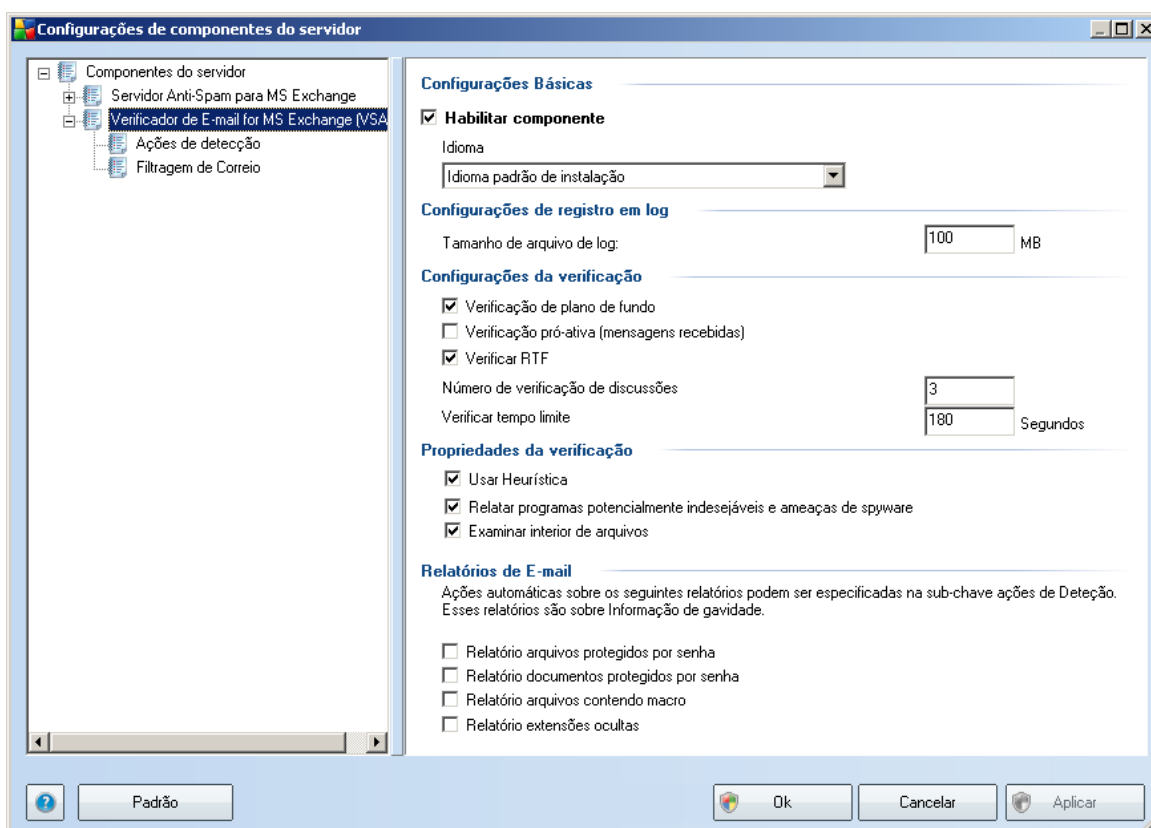 Configurações de componentes do servidor
Componentes do servidor
Servidor Anti-Spam para MS Exchange
Verificador de E-mail for MS Exchange (VSA
Ações de detecção
Filtragem de Correio
Configurações Básicas
Habilitar componente
Idioma
Idioma padrão de instalação
Configurações de registro em log
Tamanho de arquivo de log: 100 MB
Configurações da verificação
Verificação de plano de fundo
Verificação pró-ativa (mensagens recebidas)
Verificar RTF
Número de verificação de discussões 3
Verificar tempo limite 180 Segundos
Propriedades da verificação
Usar Heurística
Relatar programas potencialmente indesejáveis e ameaças de spyware
Examinar interior de arquivos
Relatórios de E-mail
Ações automáticas sobre os seguintes relatórios podem ser especificadas na sub-chave ações de Deteção.
Esses relatórios são sobre Informação de gavidade.
Relatório arquivos protegidos por senha
Relatório documentos protegidos por senha
Relatório arquivos contendo macro
Relatório extensões ocultas
Padrão Ok Cancelar Aplicar